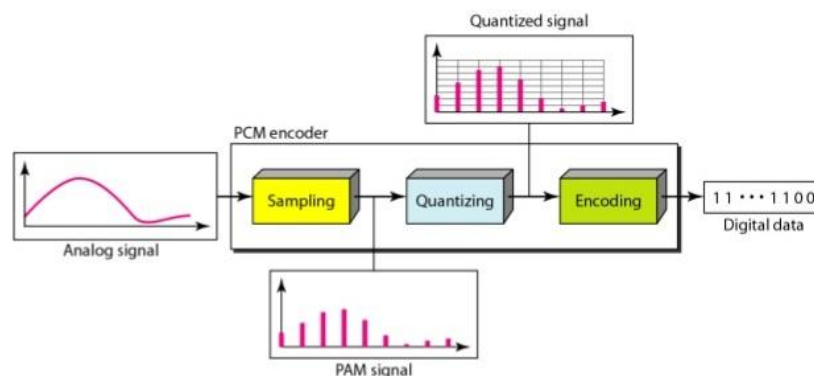 Quantized signal
PCM encoder
Sampling
Quantizing
Encoding
11 ••• 1100
Digital data
Analog signal
PAM signal